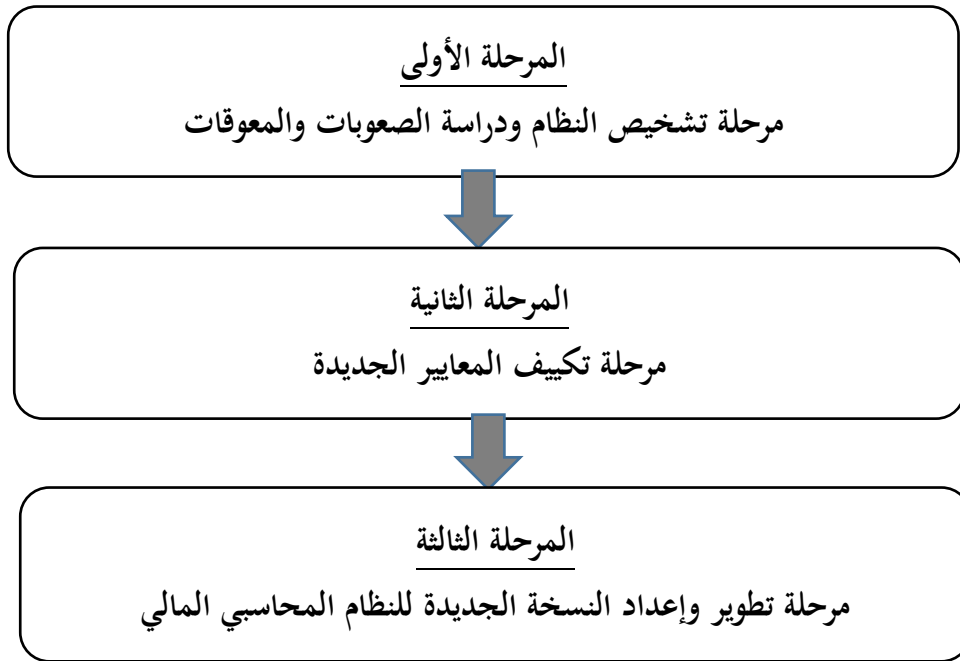 المرحلة الأولى
مرحلة تشخيص النظام ودراسة الصعوبات والمعوقات
المرحلة الثانية
مرحلة تكييف المعايير الجديدة
المرحلة الثالثة
مرحلة تطوير وإعداد النسخة الجديدة للنظام المحاسبي المالي